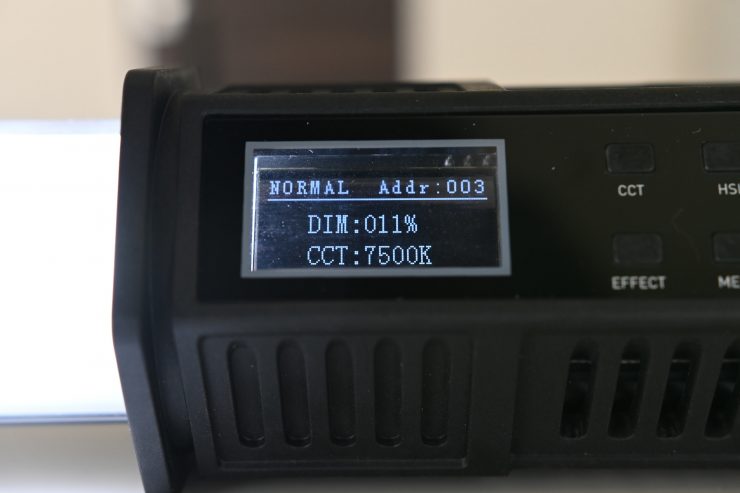 NORMAL Addr:003
DIM:011%
CCT:7500K
CCT
EFFECT